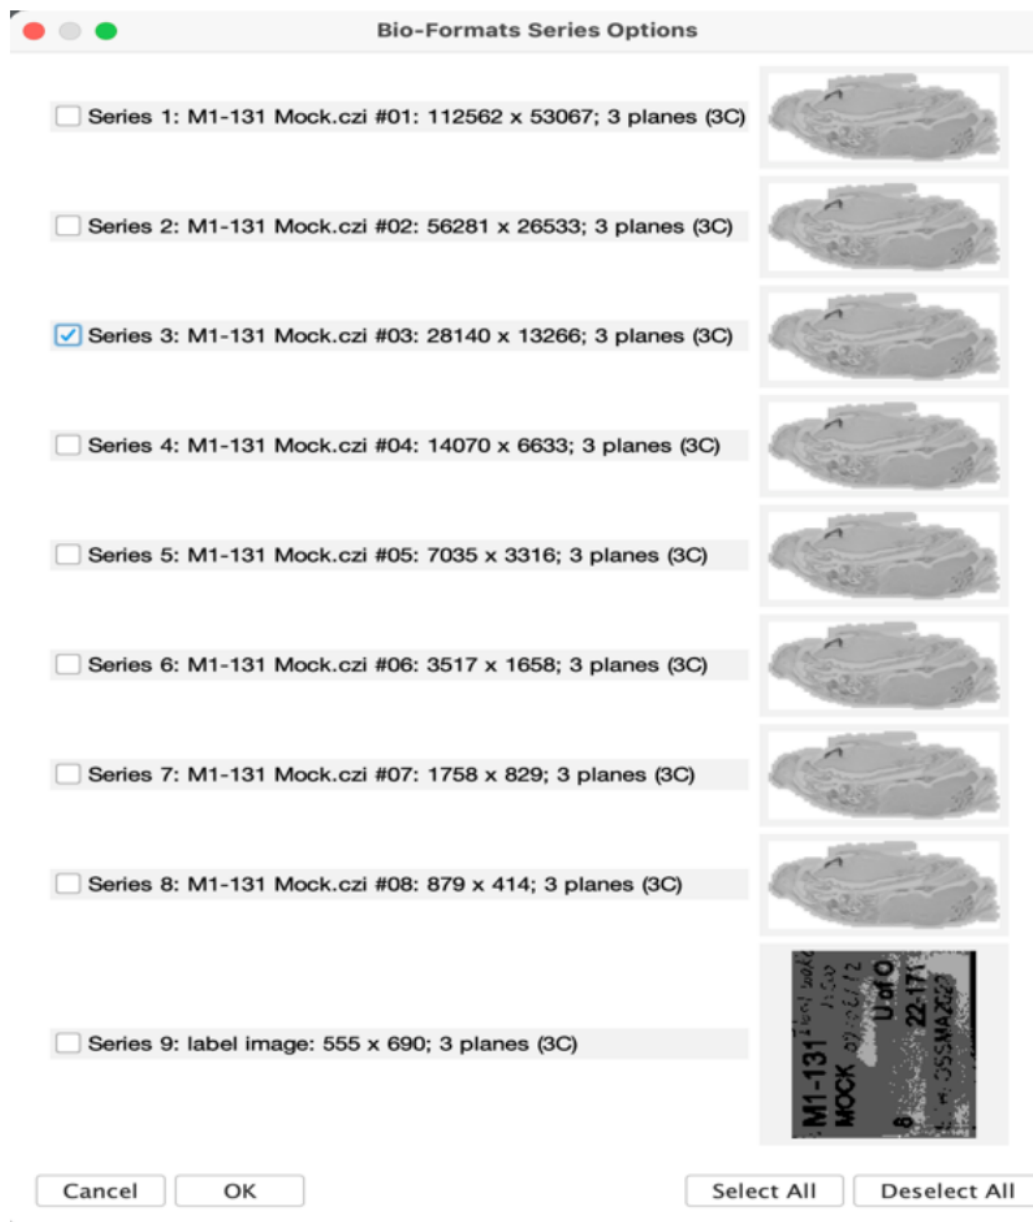 Bio-Formats Series Options
Series 1: M1-131 Mock.czi #01: 112562 x 53067; 3 planes (3C)
Series 2: M1-131 Mock.czi #02: 56281 x 26533; 3 planes (3C)
Series 3: M1-131 Mock.czi #03: 28140 x 13266; 3 planes (3C)
Series 4: M1-131 Mock.czi #04: 14070 x 6633; 3 planes (3C)
Series 5: M1-131 Mock.czi #05: 7035 x 3316; 3 planes (3C)
Series 6: M1-131 Mock.czi #06: 3517 x 1658; 3 planes (3C)
Series 7: M1-131 Mock.czi #07: 1758 x 829; 3 planes (3C)
Series 8: M1-131 Mock.czi #08: 879 x 414; 3 planes (3C)
Series 9: label image: 555 x 690; 3 planes (3C)
M1-131
MOCK
U of O
8 22-171
Cancel OK Select All Deselect All